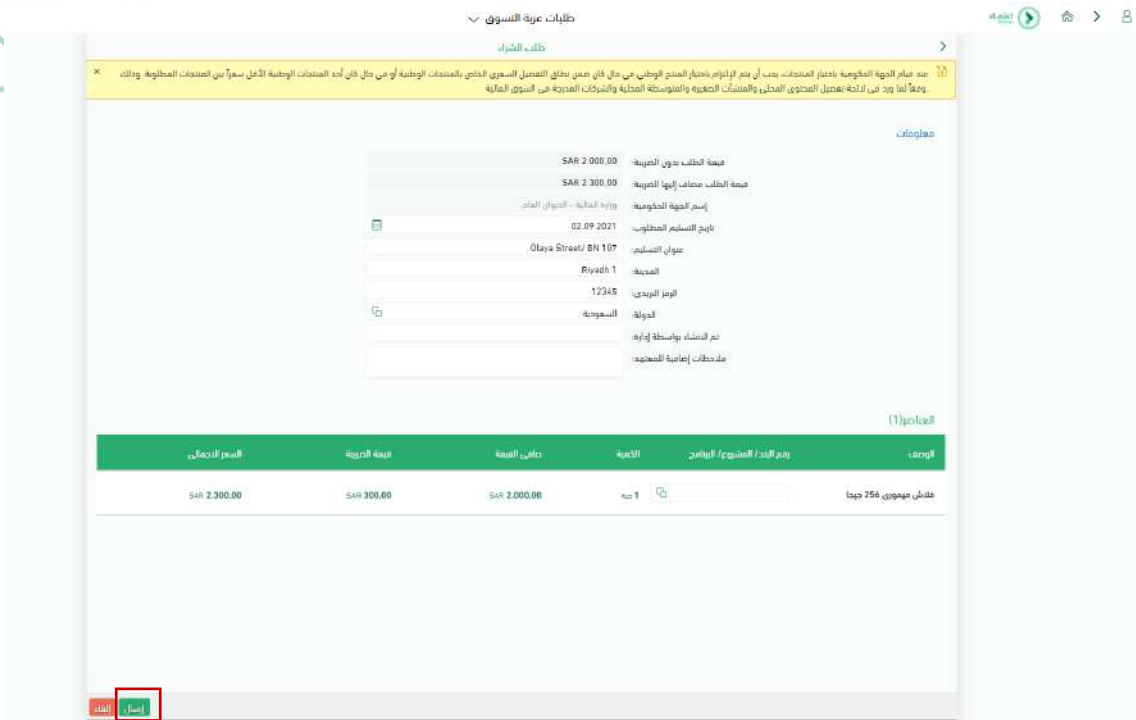 اعتماد
طلبات عربة التسوق
طلب الشراء
عند قيام الجهة الحكومية باختيار المنتجات، يجب أن يتم الإلتزام باختيار المنتج الوطني في حال كان ضمن نطاق التفضيل السعري الخاص بالمنتجات الوطنية أو في حال كان أحد المنتجات الوطنية الأقل سعراً بين المنتجات المطلوبة. وذلك
وفقاً لما ورد في لائحة تفضيل المحتوى المحلي والمنشآت الصغيرة والمتوسطة المحلية والشركات المدرجة في السوق المالية.
معلومات
قيمة الطلب بدون الضريبة: SAR 2.000,00
قيمة الطلب مضاف إليها الضريبة: SAR 2.300,00
إسم الجهة الحكومية: وزارة المالية - الديوان العام
تاريخ التسليم المطلوب: 02.09.2021
عنوان التسليم: Olaya Street/ BN 107
المدينة: Riyadh 1
الرمز البريدي: 12345
الدولة: السعودية
تم الانشاء بواسطة إدارة:
ملاحظات إضافية للمعتمد:
العناصر(1)
الوصف رقم البند/ المشروع/ البرنامج الكمية صافي القيمة قيمة الضريبة السعر الاجمالي
فلاش ميموري 256 جيجا 1 حبة SAR 2.000,00 SAR 300,00 SAR 2.300,00
إرسال إلغاء